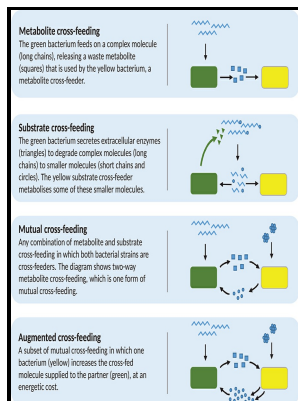 Metabolite cross-feeding
The green bacterium feeds on a complex molecule
(long chains), releasing a waste metabolite
(squares) that is used by the yellow bacterium, a
metabolite cross-feeder.
Substrate cross-feeding
The green bacterium secretes extracellular enzymes
(triangles) to degrade complex molecules (long
chains) to smaller molecules (short chains and
circles). The yellow substrate cross-feeder
metabolises some of these smaller molecules.
Mutual cross-feeding
Any combination of metabolite and substrate
cross-feeding in which both bacterial strains are
cross-feeders. The diagram shows two-way
metabolite cross-feeding, which is one form of
mutual cross-feeding.
Augmented cross-feeding
A subset of mutual cross-feeding in which one
bacterium (yellow) increases the cross-fed
molecule supplied to the partner (green), at an
energetic cost.